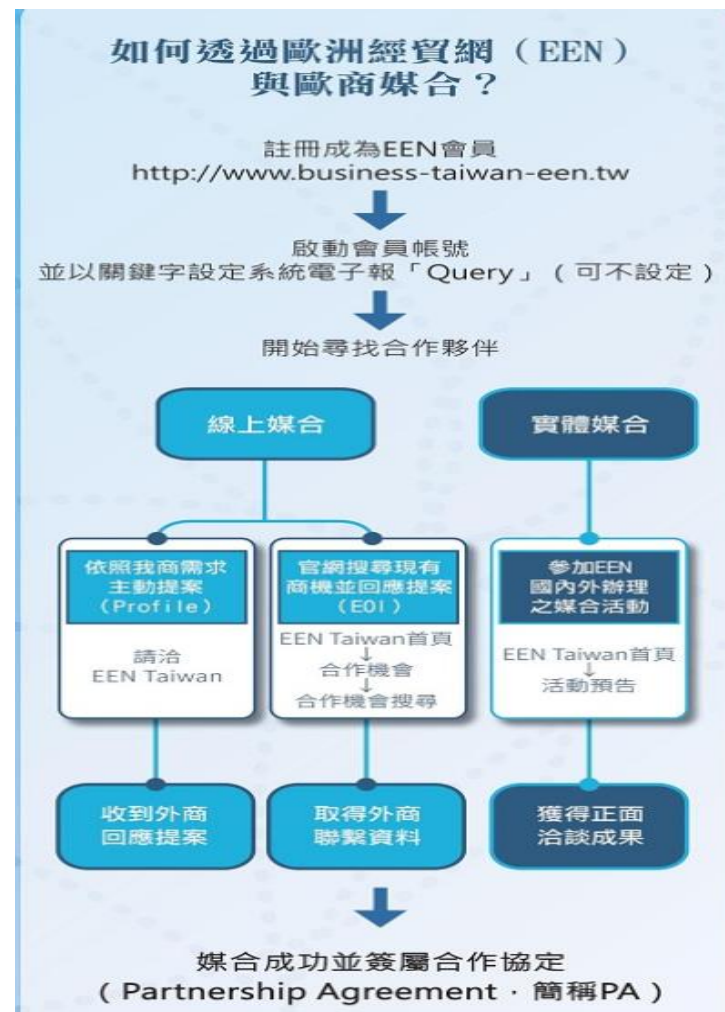 如何透過歐洲經貿網（EEN）
與歐商媒合？
註冊成為EEN會員
http://www.business-taiwan-een.tw
啟動會員帳號
並以關鍵字設定系統電子報「Query」（可不設定）
開始尋找合作夥伴
線上媒合
實體媒合
依照我商需求
主動提案
（Profile）
請洽
EEN Taiwan
官網搜尋現有
商機並回應提案
（EOI）
EEN Taiwan首頁
↓
合作機會
↓
合作機會搜尋
參加EEN
國內外辦理
之媒合活動
EEN Taiwan首頁
↓
活動預告
收到外商
回應提案
取得外商
聯繫資料
獲得正面
洽談成果
媒合成功並簽屬合作協定
（Partnership Agreement．簡稱PA）